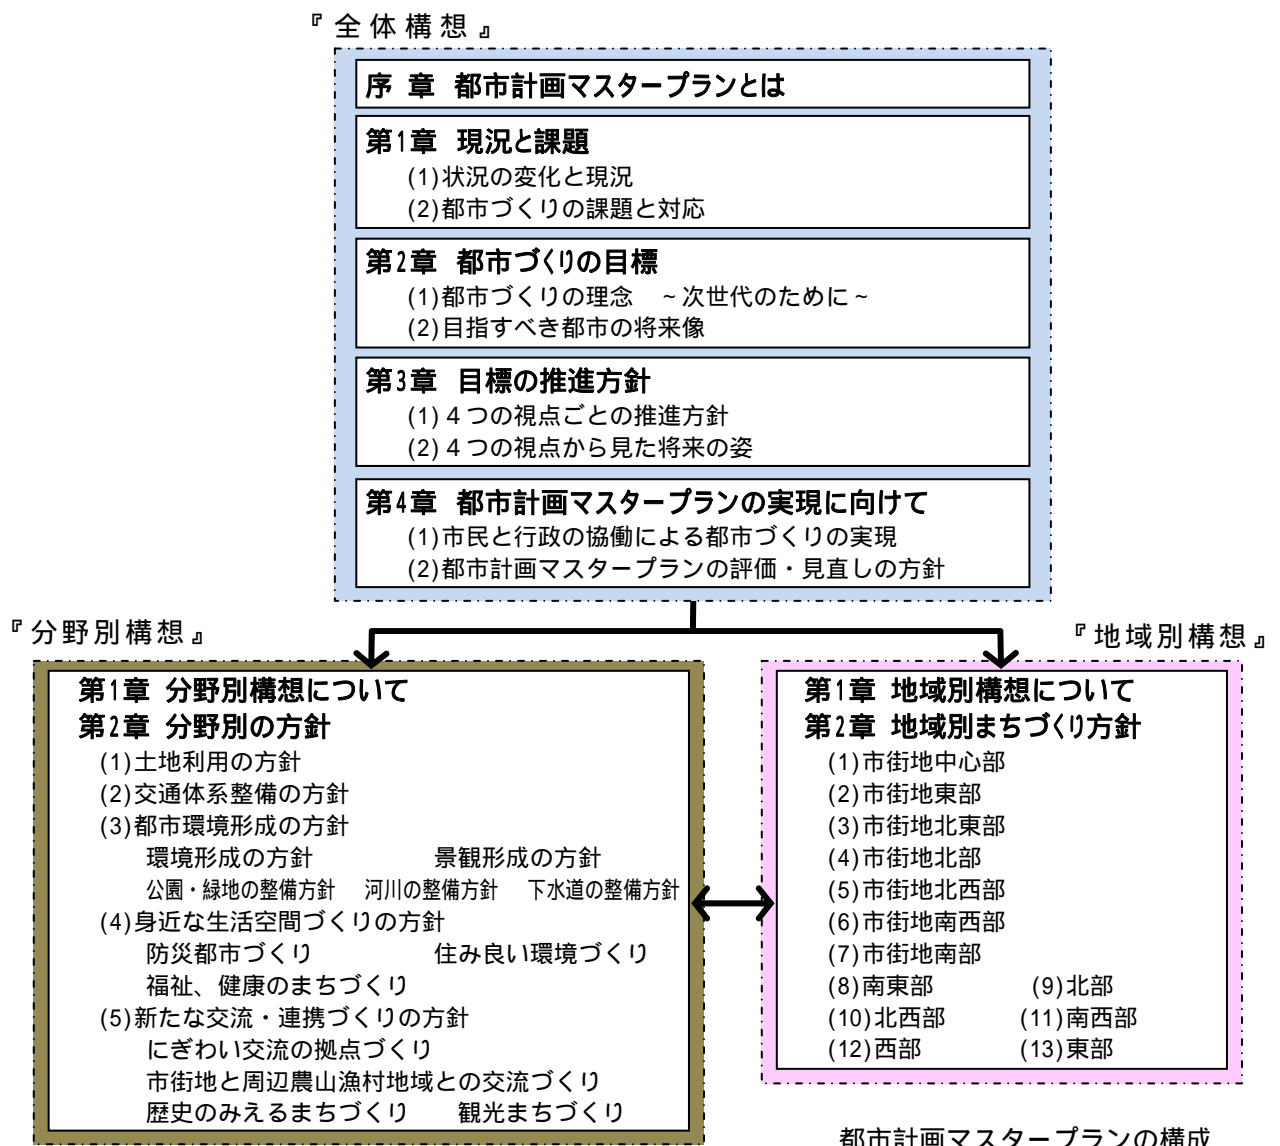 『全体構想』
序 章 都市計画マスタープランとは
第1章 現況と課題
(1)状況の変化と現況
(2)都市づくりの課題と対応
第2章 都市づくりの目標
(1)都市づくりの理念 ~次世代のために~
(2)目指すべき都市の将来像
第3章 目標の推進方針
(1)4つの視点ごとの推進方針
(2)4つの視点から見た将来の姿
第4章 都市計画マスタープランの実現に向けて
(1)市民と行政の協働による都市づくりの実現
(2)都市計画マスタープランの評価・見直しの方針
『分野別構想』
第1章 分野別構想について
第2章 分野別の方針
(1)土地利用の方針
(2)交通体系整備の方針
(3)都市環境形成の方針
環境形成の方針 景観形成の方針
公園・緑地の整備方針 河川の整備方針 下水道の整備方針
(4)身近な生活空間づくりの方針
防災都市づくり 住み良い環境づくり
福祉、健康のまちづくり
(5)新たな交流・連携づくりの方針
にぎわい交流の拠点づくり
市街地と周辺農山漁村地域との交流づくり
歴史のみえるまちづくり 観光まちづくり
『地域別構想』
第1章 地域別構想について
第2章 地域別まちづくり方針
(1)市街地中心部
(2)市街地東部
(3)市街地北東部
(4)市街地北部
(5)市街地北西部
(6)市街地南西部
(7)市街地南部
(8)南東部 (9)北部
(10)北西部 (11)南西部
(12)西部 (13)東部
都市計画マスタープランの構成